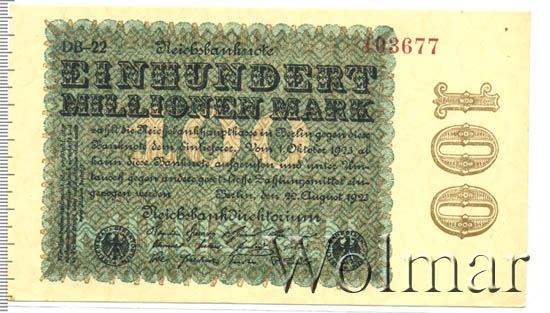 DB-22 Reichsbanknote 103677
EINHUNDERT
MILLIONEN MARK
100
zahlt die Reichsbankhauptkasse in Berlin gegen diese
Banknote dem Einlieferer. Vom 1. Oktober 1923 ab
kann diese Banknote aufgerufen und unter Um-
tausch gegen andere gesetzliche Zahlungsmittel ein-
gezogen werden
Berlin, den 22. August 1923
Reichsbankdirektorium
100
Wolmar